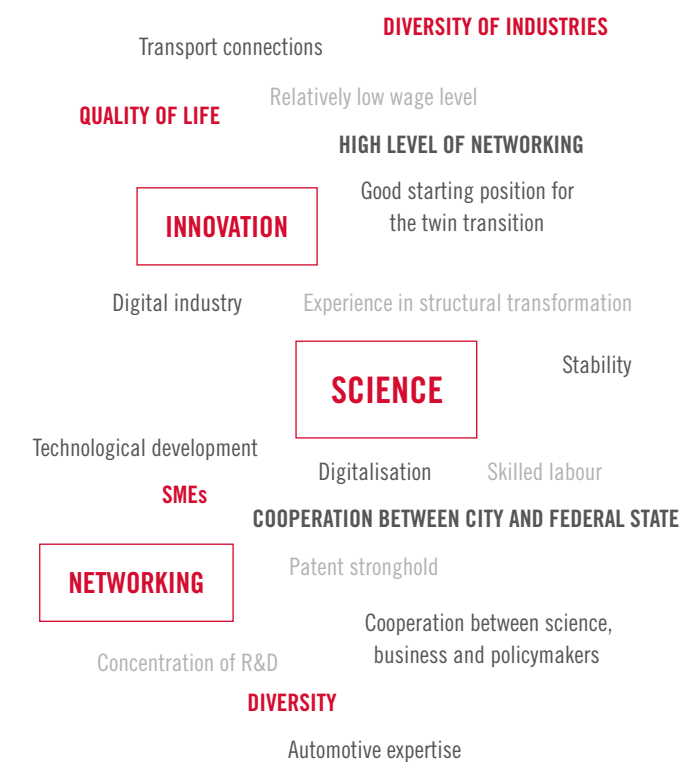 DIVERSITY OF INDUSTRIES
Transport connections
Relatively low wage level
QUALITY OF LIFE
HIGH LEVEL OF NETWORKING
Good starting position for
the twin transition
INNOVATION
Digital industry
Experience in structural transformation
Stability
SCIENCE
Technological development
Digitalisation
Skilled labour
SMEs
COOPERATION BETWEEN CITY AND FEDERAL STATE
Patent stronghold
NETWORKING
Cooperation between science,
business and policymakers
Concentration of R&D
DIVERSITY
Automotive expertise